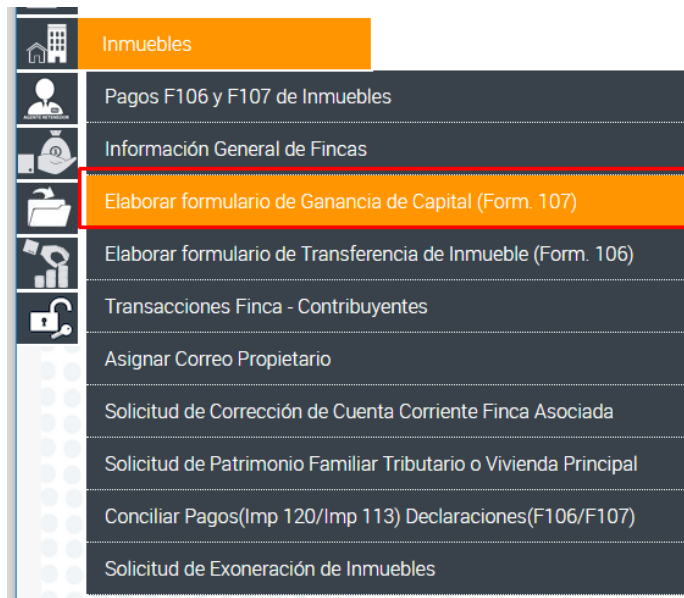 Inmuebles
Pagos F106 y F107 de Inmuebles
AGENTE RETENEDOR
Información General de Fincas
Elaborar formulario de Ganancia de Capital (Form. 107)
Elaborar formulario de Transferencia de Inmueble (Form. 106)
Transacciones Finca - Contribuyentes
Asignar Correo Propietario
Solicitud de Corrección de Cuenta Corriente Finca Asociada
Solicitud de Patrimonio Familiar Tributario o Vivienda Principal
Conciliar Pagos(Imp 120/Imp 113) Declaraciones(F106/F107)
Solicitud de Exoneración de Inmuebles